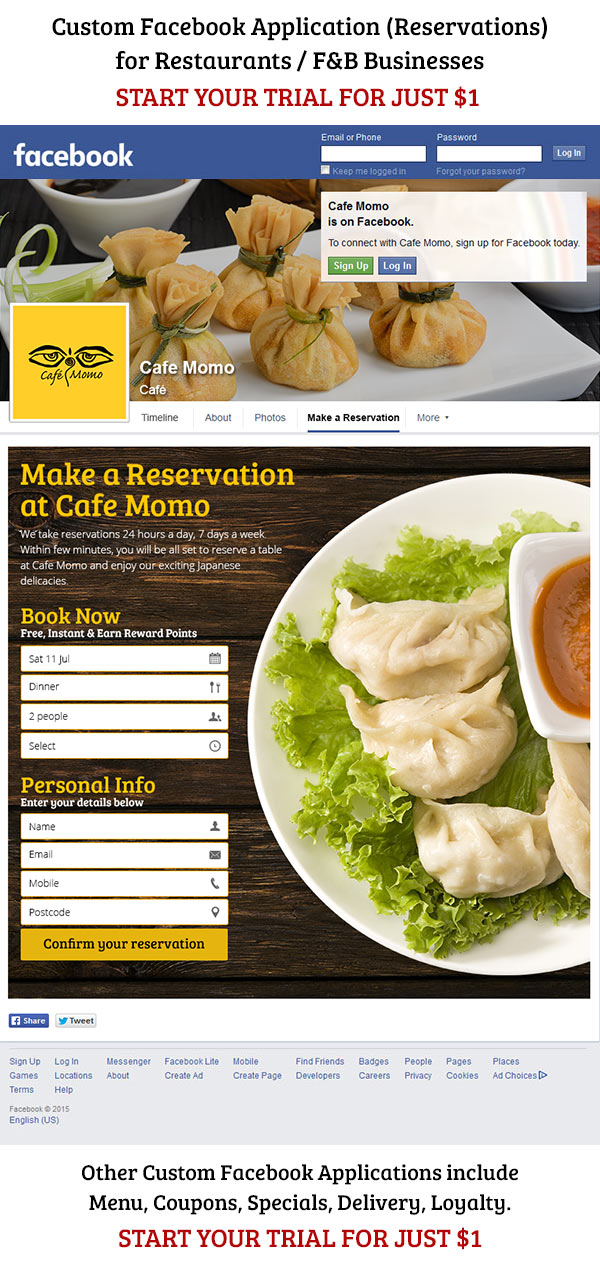 Custom Facebook Application (Reservations)
for Restaurants / F&B Businesses
START YOUR TRIAL FOR JUST $1
Email or Phone
Password
facebook
Log In
Keep me logged in
Forgot your password?
Cafe Momo
is on Facebook.
To connect with Cafe Momo, sign up for Facebook today.
Sign Up Log In
Café Momo
Cafe Momo
Café
Timeline About Photos Make a Reservation More
Make a Reservation
at Cafe Momo
We take reservations 24 hours a day, 7 days a week.
Within few minutes, you will be all set to reserve a table
at Cafe Momo and enjoy our exciting Japanese
delicacies.
Book Now
Free, Instant & Earn Reward Points
Sat 11 Jul
Dinner
2 people
Select
Personal Info
Enter your details below
Name
Email
Mobile
Postcode
Confirm your reservation
Share Tweet
Sign Up Log In Messenger Facebook Lite Mobile Find Friends Badges People Pages Places
Games Locations About Create Ad Create Page Developers Careers Privacy Cookies Ad Choices
Terms Help
Facebook © 2015
English (US)
Other Custom Facebook Applications include
Menu, Coupons, Specials, Delivery, Loyalty.
START YOUR TRIAL FOR JUST $1